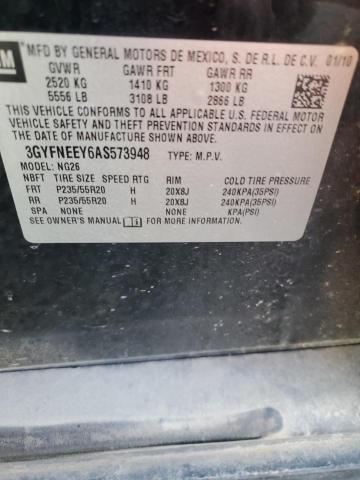 GM
MFD BY GENERAL MOTORS DE MEXICO, S. DE R.L. DE C.V. 01/10
GVWR GAWR FRT GAWR RR
2520 KG 1410 KG 1300 KG
5556 LB 3108 LB 2866 LB
THIS VEHICLE CONFORMS TO ALL APPLICABLE U.S. FEDERAL MOTOR
VEHICLE SAFETY AND THEFT PREVENTION STANDARDS IN EFFECT ON
THE DATE OF MANUFACTURE SHOWN ABOVE.
3GYFNEEY6AS573948 TYPE: M.P.V.
MODEL: NG26
NBFT TIRE SIZE SPEED RTG RIM COLD TIRE PRESSURE
FRT P235/55R20 H 20X8J 240KPA(35PSI)
RR P235/55R20 H 20X8J 240KPA(35PSI)
SPA NONE NONE KPA(PSI)
SEE OWNER'S MANUAL FOR MORE INFORMATION.